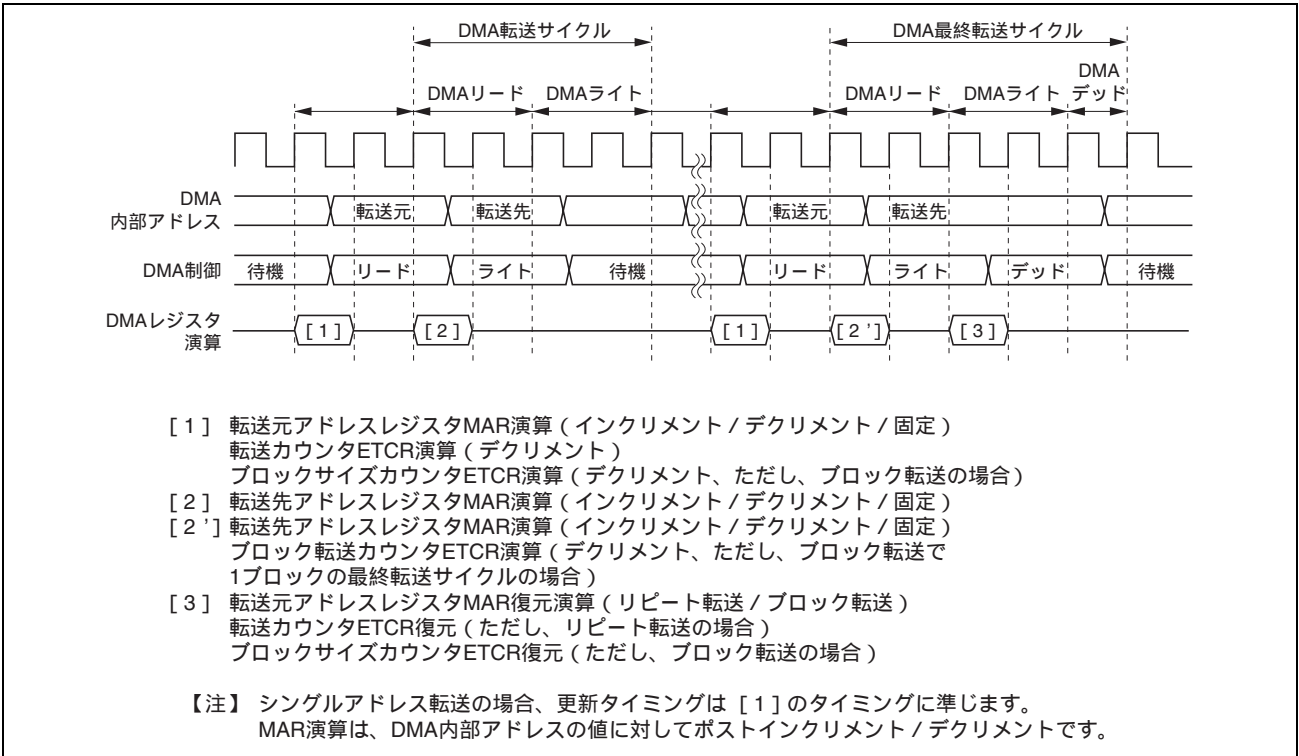 DMA転送サイクル DMA最終転送サイクル
DMA
DMAリード DMAライト DMAリード DMAライト デッド
DMA
内部アドレス 転送元 転送先 転送元 転送先
DMA制御 待機 リード ライト 待機 リード ライト デッド 待機
DMAレジスタ
演算 [1] [2] [1] [2'] [3]
[1] 転送元アドレスレジスタMAR演算(インクリメント/デクリメント/固定)
転送カウンタETCR演算(デクリメント)
ブロックサイズカウンタETCR演算(デクリメント、ただし、ブロック転送の場合)
[2] 転送先アドレスレジスタMAR演算(インクリメント/デクリメント/固定)
[2'] 転送先アドレスレジスタMAR演算(インクリメント/デクリメント/固定)
ブロック転送カウンタETCR演算(デクリメント、ただし、ブロック転送で
1ブロックの最終転送サイクルの場合)
[3] 転送元アドレスレジスタMAR復元演算(リピート転送/ブロック転送)
転送カウンタETCR復元(ただし、リピート転送の場合)
ブロックサイズカウンタETCR復元(ただし、ブロック転送の場合)
【注】 シングルアドレス転送の場合、更新タイミングは[1]のタイミングに準じます。
MAR演算は、DMA内部アドレスの値に対してポストインクリメント/デクリメントです。